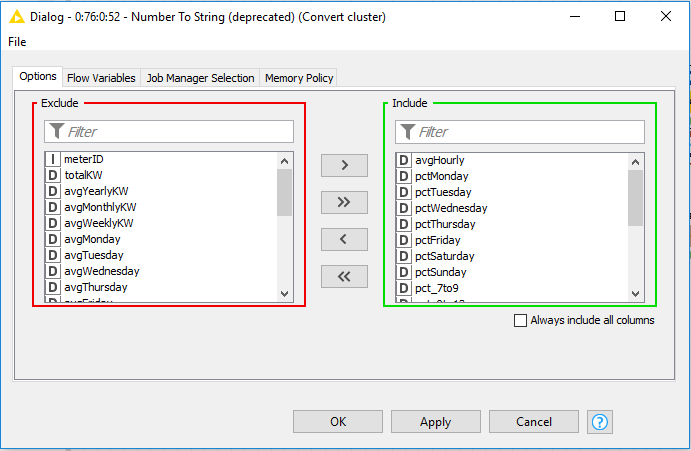 Dialog - 0:76:0:52 - Number To String (deprecated) (Convert cluster)
File
Options Flow Variables Job Manager Selection Memory Policy
Exclude
Filter
I meterID
D totalKW
D avgYearlyKW
D avgMonthlyKW
D avgWeeklyKW
D avgMonday
D avgTuesday
D avgWednesday
D avgThursday
avgFriday
>
>>
<
<<
Include
Filter
D avgHourly
D pctMonday
D pctTuesday
D pctWednesday
D pctThursday
D pctFriday
D pctSaturday
D pctSunday
D pct_7to9
Always include all columns
OK Apply Cancel ?